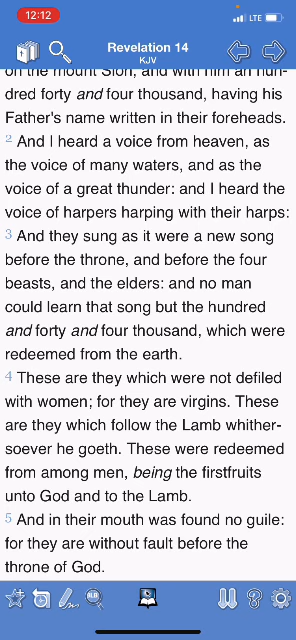 12:12
LTE
Revelation 14
KJV
on the mount Sion, and with him an hun-
dred forty and four thousand, having his
Father's name written in their foreheads.
2 And I heard a voice from heaven, as
the voice of many waters, and as the
voice of a great thunder: and I heard the
voice of harpers harping with their harps:
3 And they sung as it were a new song
before the throne, and before the four
beasts, and the elders: and no man
could learn that song but the hundred
and forty and four thousand, which were
redeemed from the earth.
4 These are they which were not defiled
with women; for they are virgins. These
are they which follow the Lamb whither-
soever he goeth. These were redeemed
from among men, being the firstfruits
unto God and to the Lamb.
5 And in their mouth was found no guile:
for they are without fault before the
throne of God.
BLB